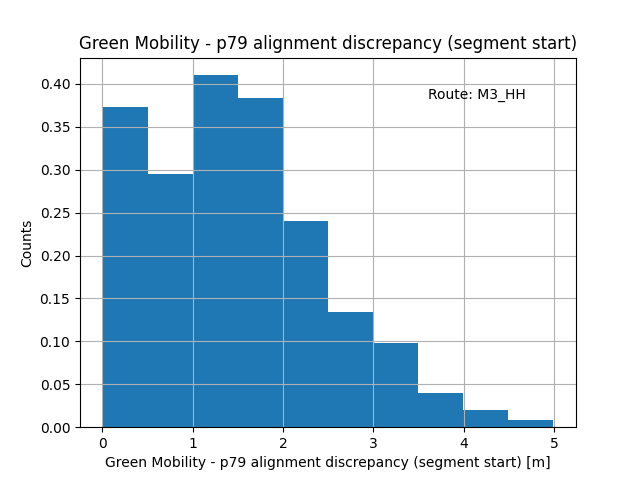 Green Mobility - p79 alignment discrepancy (segment start)
Route: M3_HH
Counts
0.40
0.35
0.30
0.25
0.20
0.15
0.10
0.05
0.00
0 1 2 3 4 5
Green Mobility - p79 alignment discrepancy (segment start) [m]